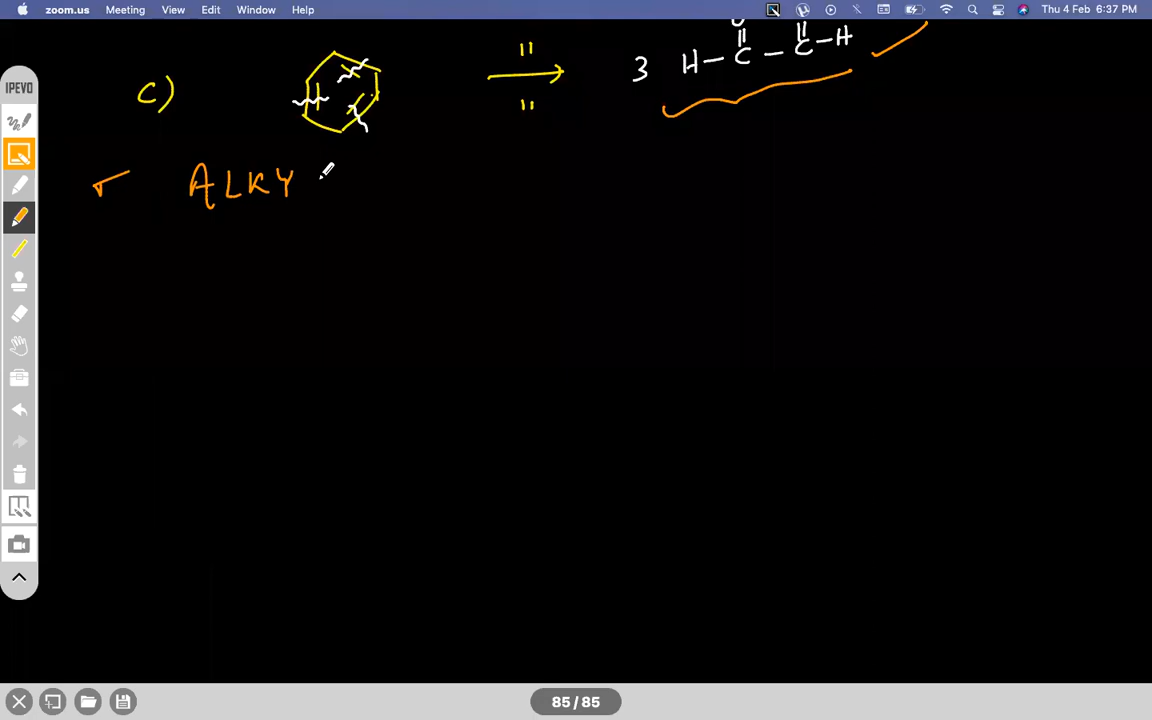 zoom.us Meeting View Edit Window Help Thu 4 Feb 6:37 PM
IPEVO
C) " " 3 H-C-C-H
ALKY
85/85